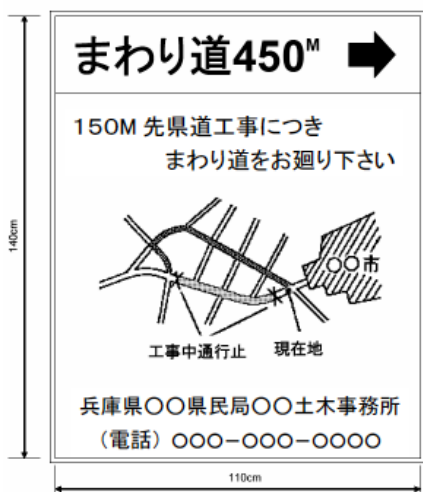 まわり道450M
150M 先県道工事につき
まわり道をお廻り下さい
○○市
工事中通行止
現在地
兵庫県○○県民局○○土木事務所
（電話）○○○−○○○−○○○○
140cm
110cm